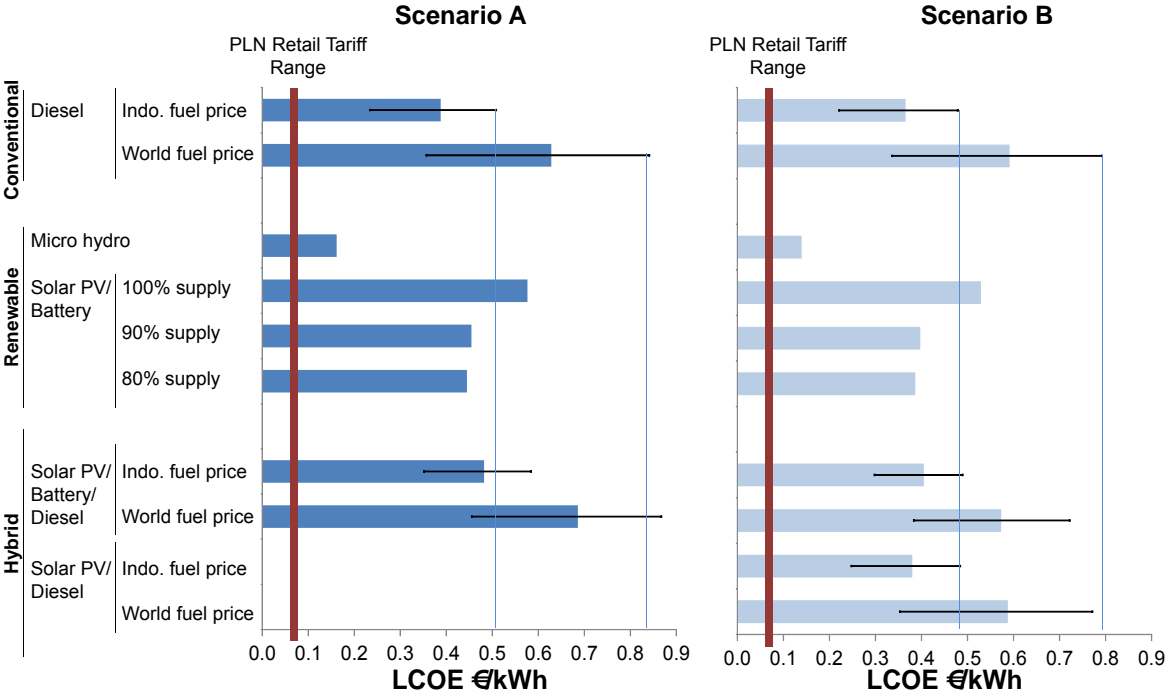 Scenario A
Scenario B
PLN Retail Tariff
Range
PLN Retail Tariff
Range
Conventional
Diesel
Indo. fuel price
World fuel price
Renewable
Micro hydro
Solar PV/
Battery
100% supply
90% supply
80% supply
Hybrid
Solar PV/
Battery/
Diesel
Indo. fuel price
World fuel price
Solar PV/
Diesel
Indo. fuel price
World fuel price
0.0 0.1 0.2 0.3 0.4 0.5 0.6 0.7 0.8 0.9
LCOE €/kWh
0.0 0.1 0.2 0.3 0.4 0.5 0.6 0.7 0.8 0.9
LCOE €/kWh